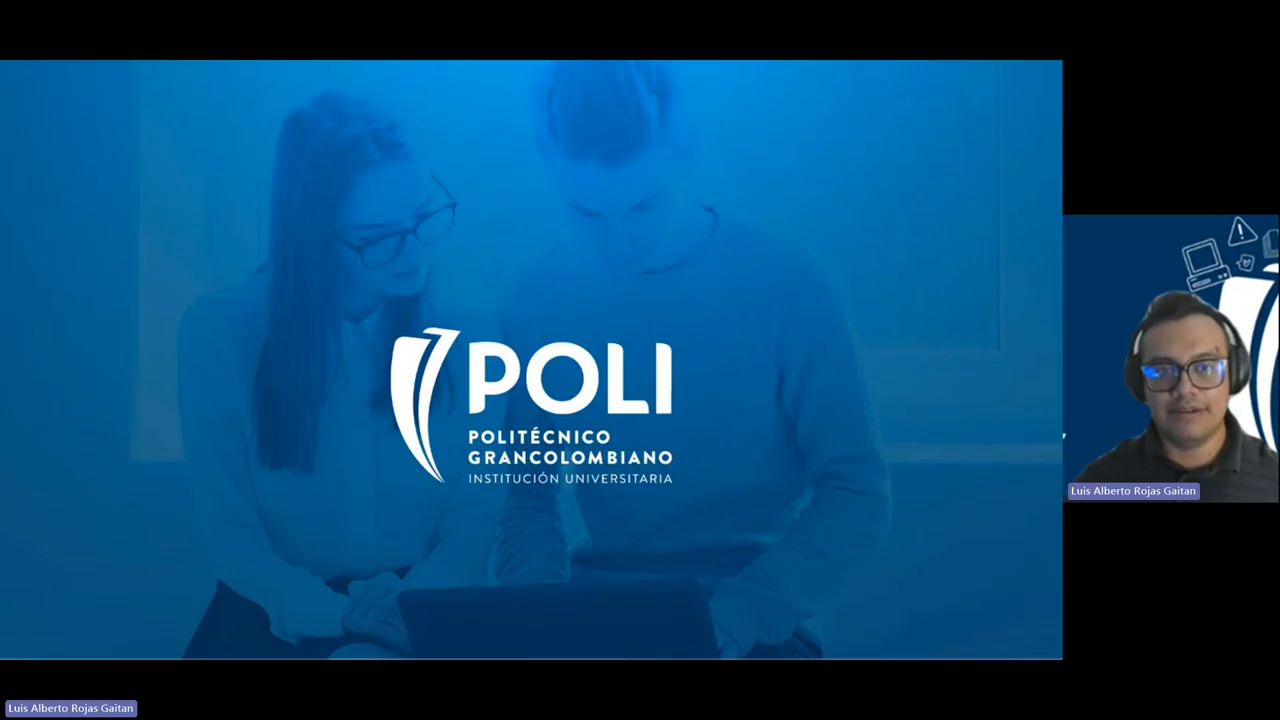 POLI
POLITÉCNICO
GRANCOLOMBIANO
INSTITUCIÓN UNIVERSITARIA
Luis Alberto Rojas Gaitan
Luis Alberto Rojas Gaitan